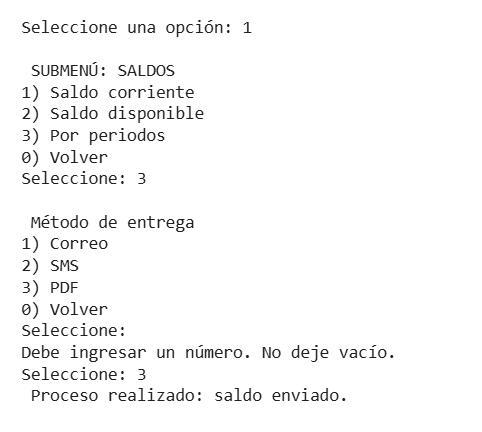 Seleccione una opción: 1
SUBMENÚ: SALDOS
1) Saldo corriente
2) Saldo disponible
3) Por periodos
0) Volver
Seleccione: 3
Método de entrega
1) Correo
2) SMS
3) PDF
0) Volver
Seleccione:
Debe ingresar un número. No deje vacío.
Seleccione: 3
Proceso realizado: saldo enviado.